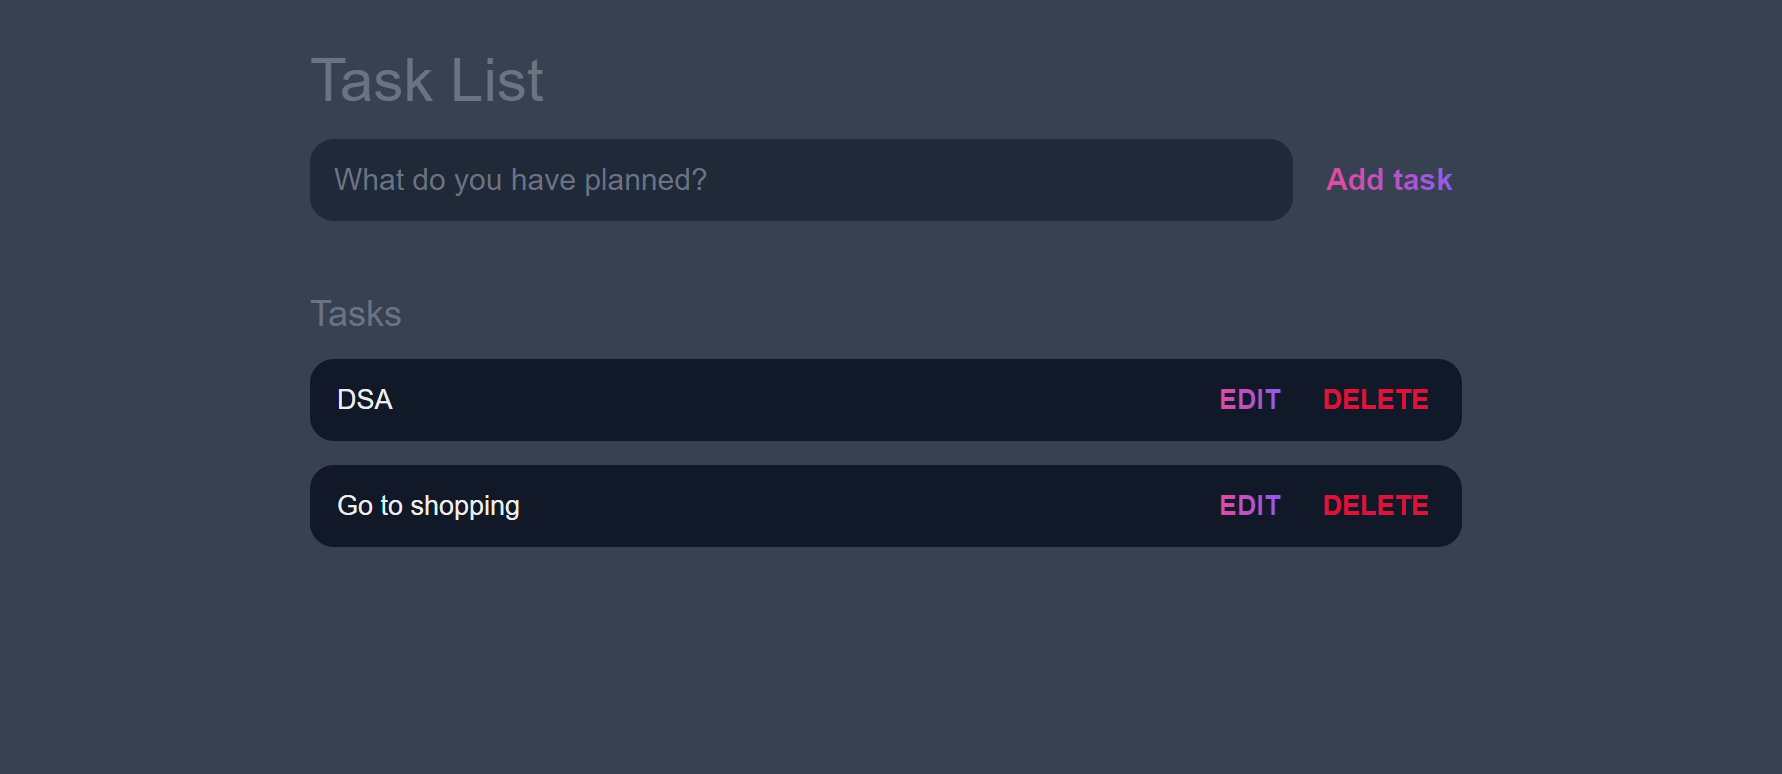 Task List
What do you have planned? Add task
Tasks
DSA EDIT DELETE
Go to shopping EDIT DELETE